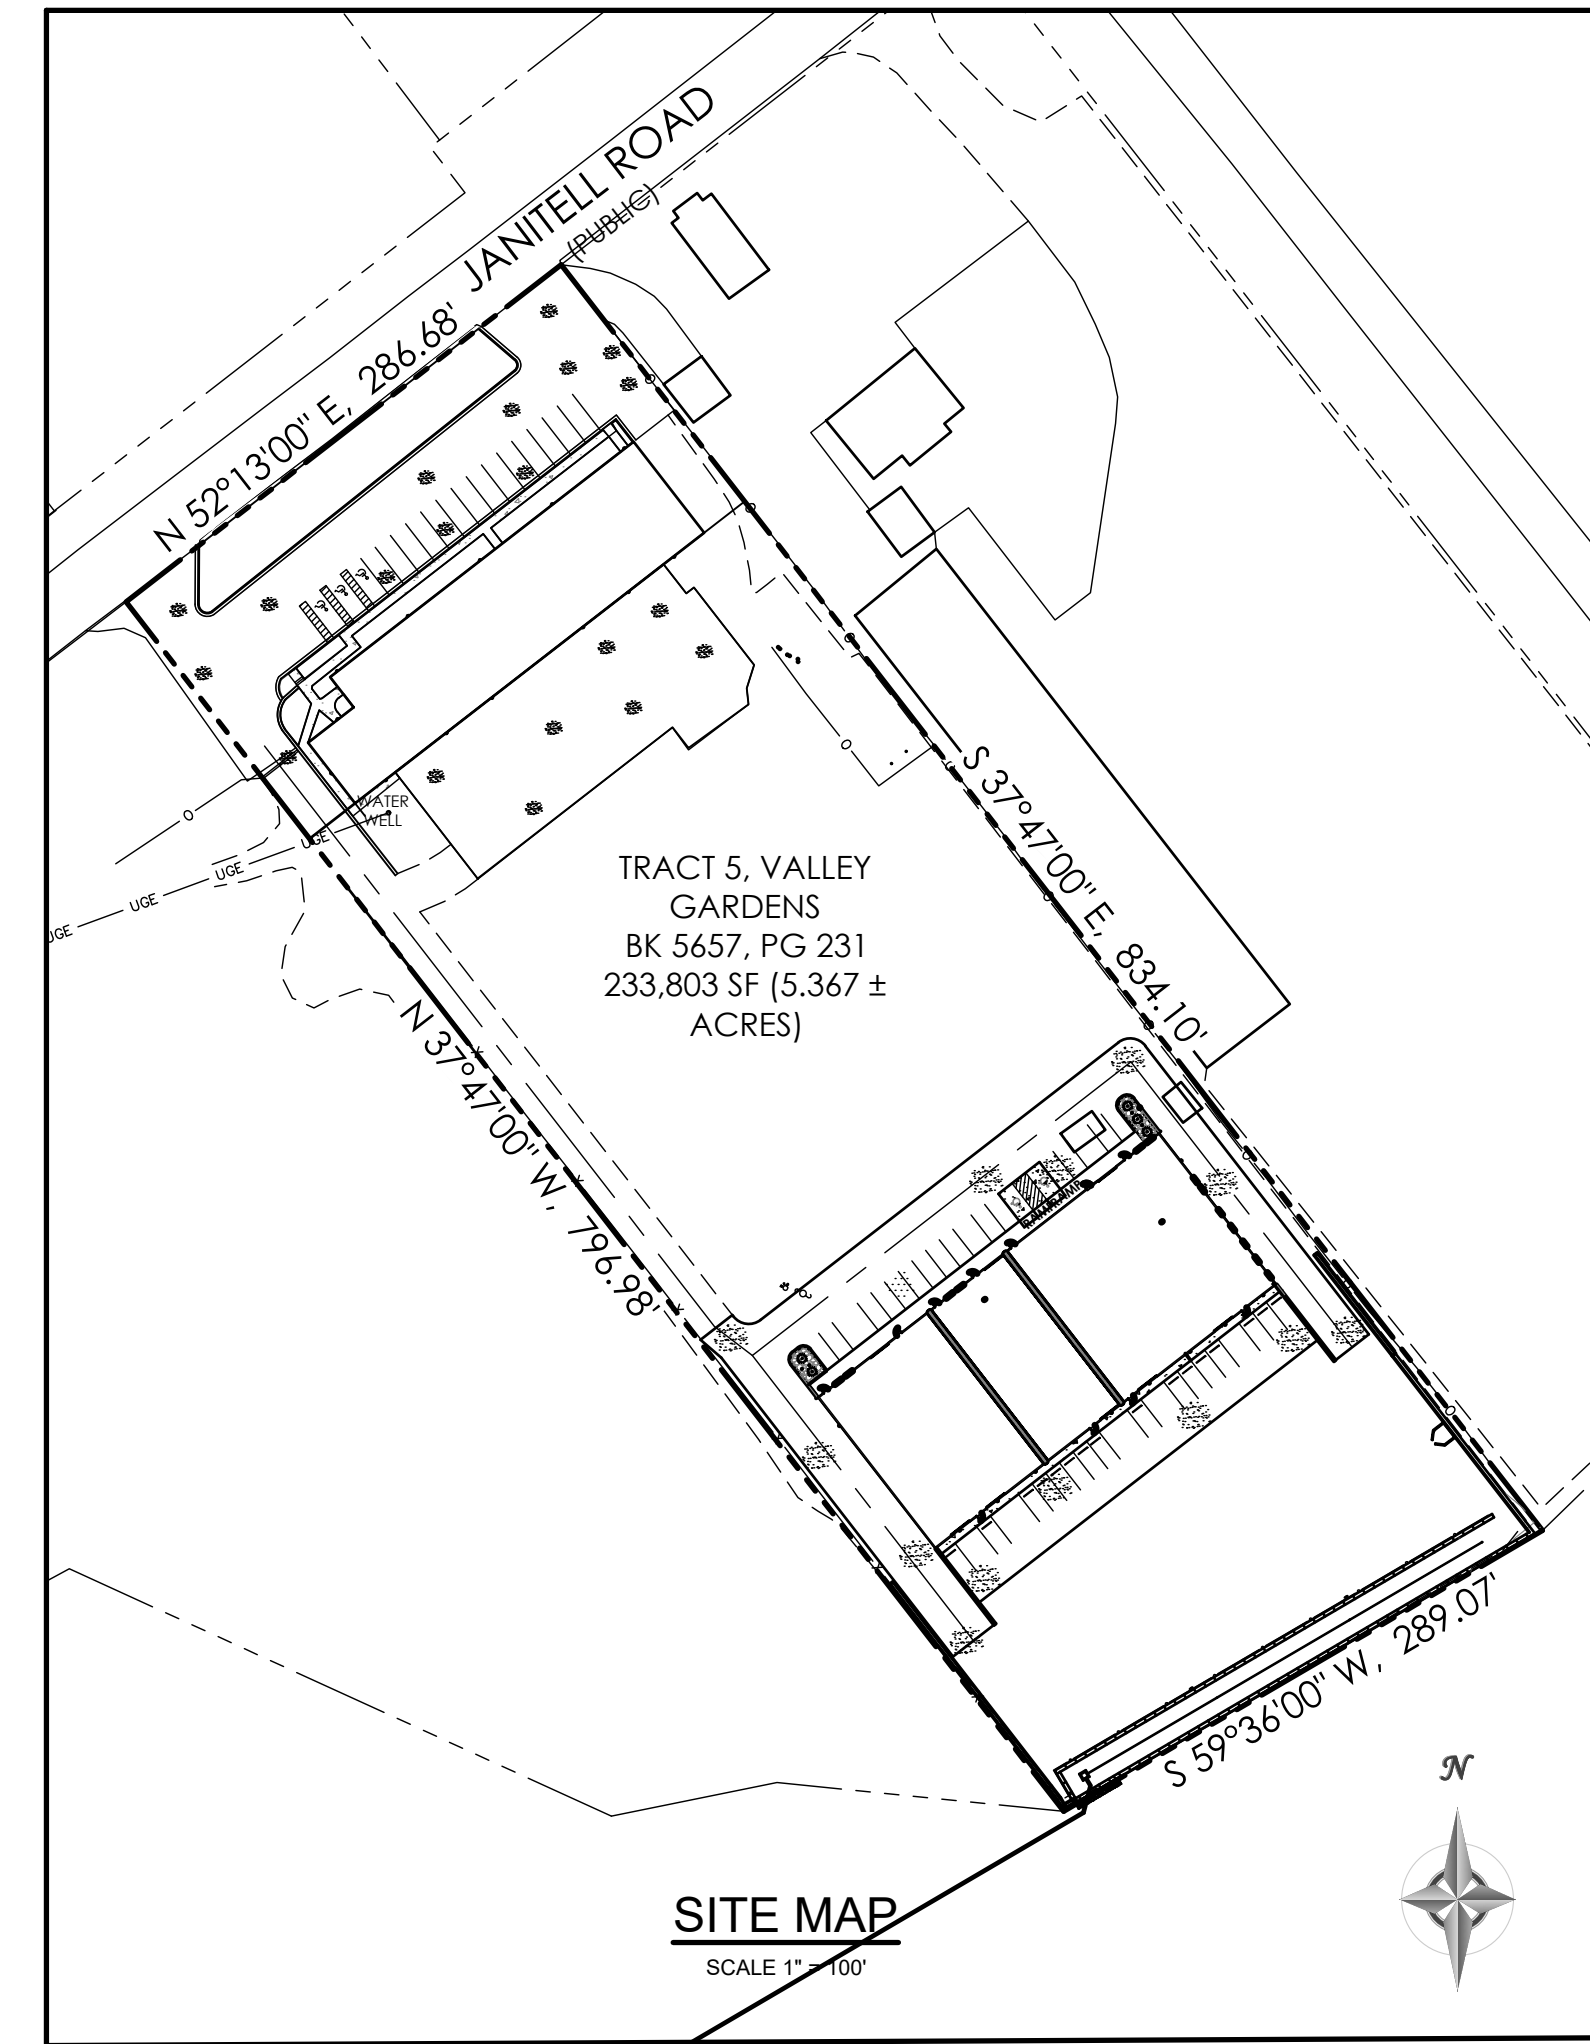 JANITELL ROAD
(PUBLIC)
N 52°13'00" E, 286.68'
WATER
WELL
UGE
UGE
UGE
UGE
TRACT 5, VALLEY
GARDENS
BK 5657, PG 231
233,803 SF (5.367 ±
ACRES)
S 37°47'00" E, 834.10'
N 37°47'00" W, 796.98'
RAMP
RAMP
S 59°36'00" W, 289.07'
N
SITE MAP
SCALE 1" = 100'